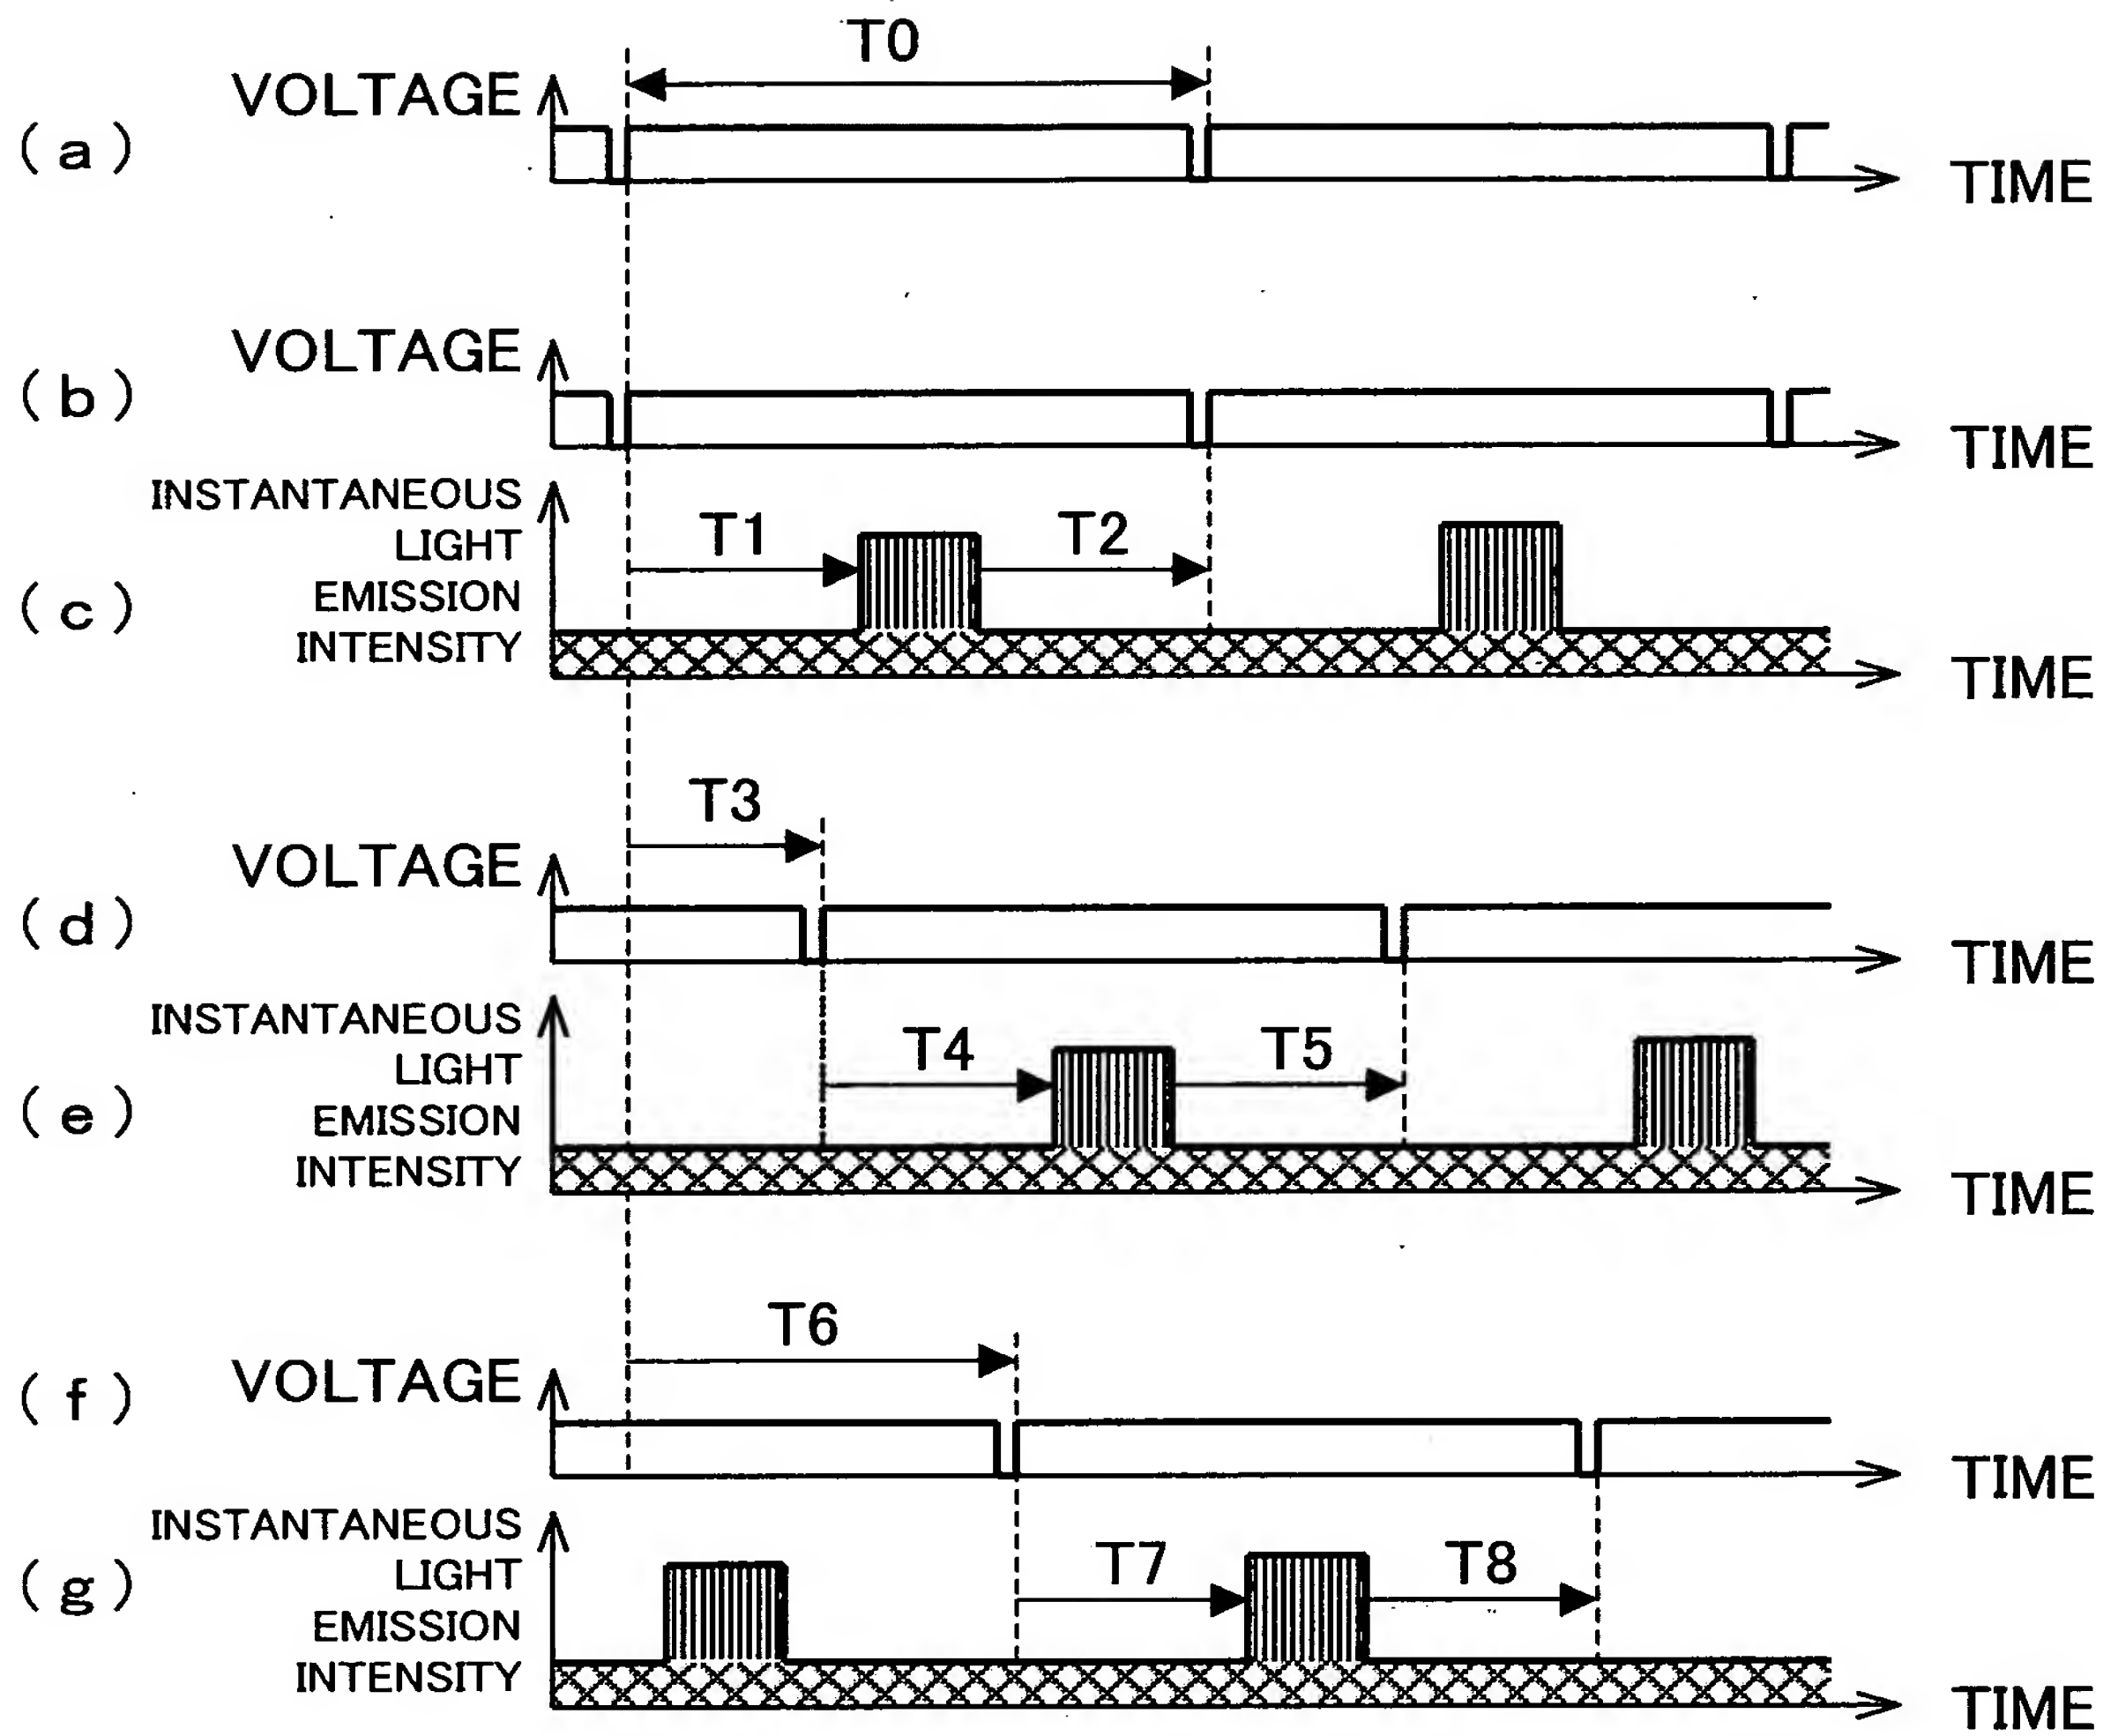 T0
VOLTAGE
(a)
TIME
VOLTAGE
(b)
TIME
INSTANTANEOUS
LIGHT
EMISSION
INTENSITY
(c)
T1
T2
TIME
T3
VOLTAGE
(d)
TIME
INSTANTANEOUS
LIGHT
EMISSION
INTENSITY
(e)
T4
T5
TIME
T6
VOLTAGE
(f)
TIME
INSTANTANEOUS
LIGHT
EMISSION
INTENSITY
(g)
T7
T8
TIME